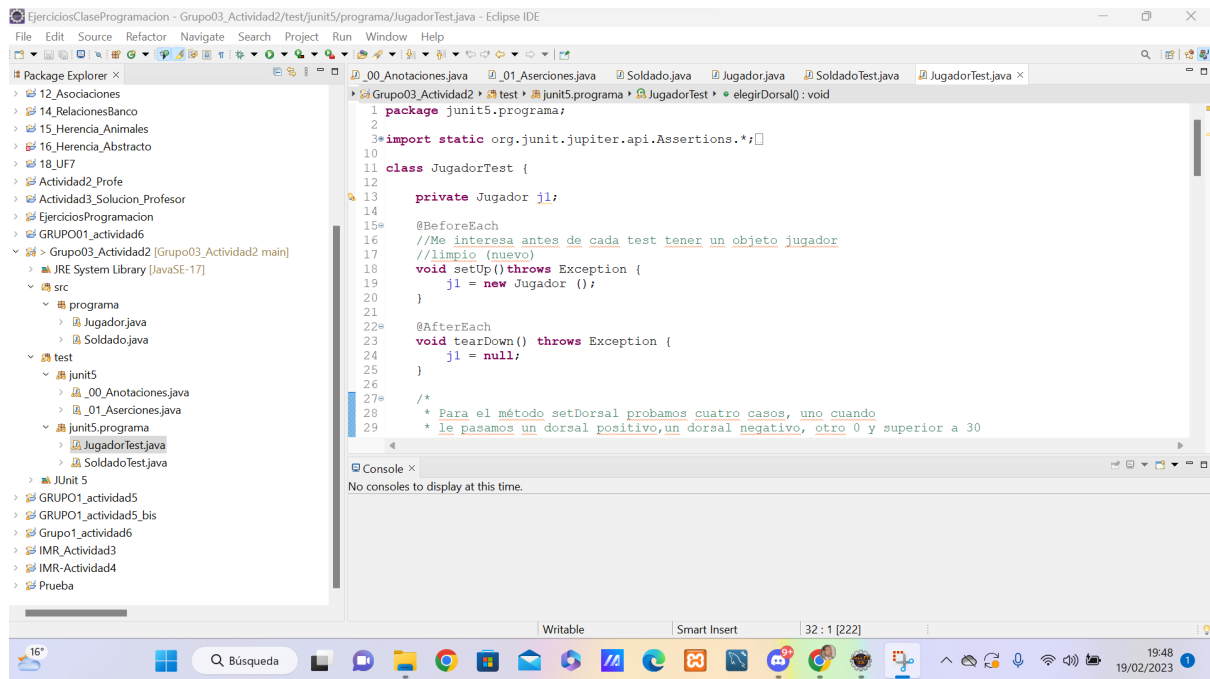 EjerciciosClaseProgramacion - Grupo03_Actividad2/test/junit5/programa/JugadorTest.java - Eclipse IDE
File Edit Source Refactor Navigate Search Project Run Window Help
Package Explorer
12_Asociaciones
14_RelacionesBanco
15_Herencia_Animales
16_Herencia_Abstracto
18_UF7
Actividad2_Profe
Actividad3_Solucion_Profesor
EjerciciosProgramacion
GRUPO01_actividad6
> Grupo03_Actividad2 [Grupo03_Actividad2 main]
JRE System Library [JavaSE-17]
src
programa
Jugador.java
Soldado.java
test
junit5
_00_Anotaciones.java
_01_Aserciones.java
junit5.programa
JugadorTest.java
SoldadoTest.java
JUnit 5
GRUPO1_actividad5
GRUPO1_actividad5_bis
Grupo1_actividad6
IMR_Actividad3
IMR-Actividad4
Prueba
_00_Anotaciones.java _01_Aserciones.java Soldado.java Jugador.java SoldadoTest.java JugadorTest.java
Grupo03_Actividad2 test junit5.programa JugadorTest elegirDorsal() : void
1 package junit5.programa;
2
3 import static org.junit.jupiter.api.Assertions.*;
10
11 class JugadorTest {
12
13 private Jugador j1;
14
15 @BeforeEach
16 //Me interesa antes de cada test tener un objeto jugador
17 //limpio (nuevo)
18 void setUp()throws Exception {
19 j1 = new Jugador ();
20 }
21
22 @AfterEach
23 void tearDown() throws Exception {
24 j1 = null;
25 }
26
27 /*
28 * Para el método setDorsal probamos cuatro casos, uno cuando
29 * le pasamos un dorsal positivo,un dorsal negativo, otro 0 y superior a 30
Console
No consoles to display at this time.
Writable Smart Insert 32 : 1 [222]
16°
Búsqueda
9+
19:48
19/02/2023
1